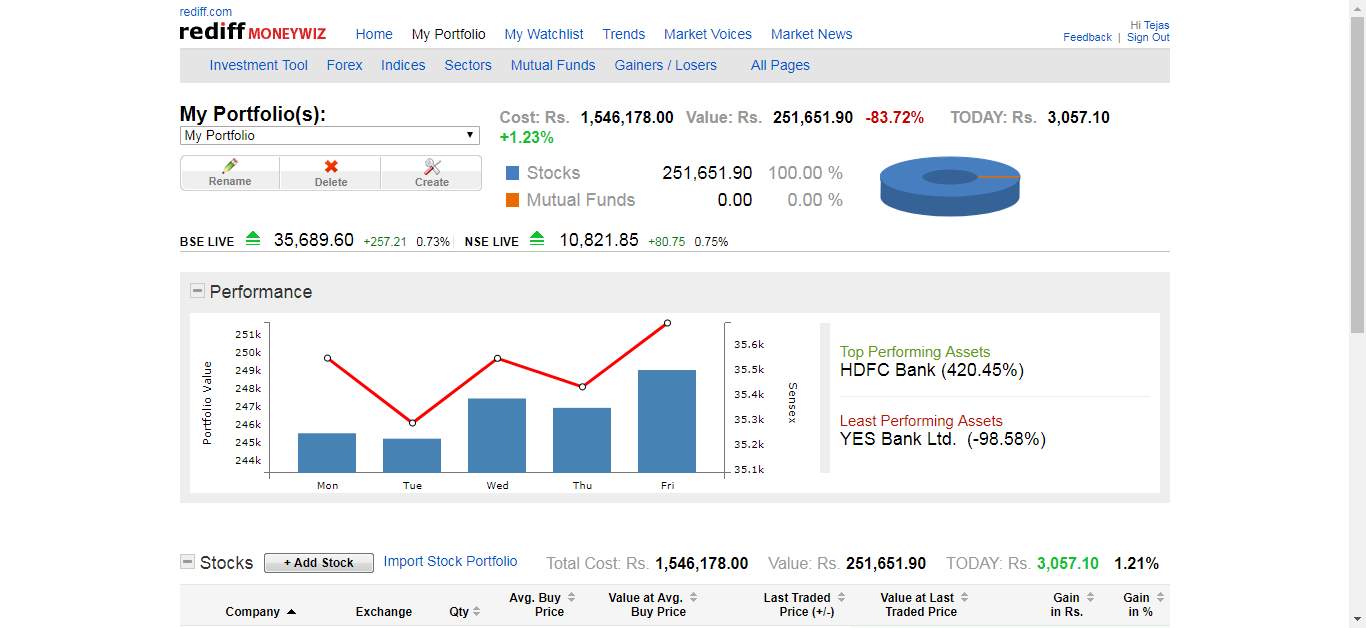 rediff.com
rediff MONEYWIZ Home My Portfolio My Watchlist Trends Market Voices Market News
Hi Tejas
Feedback | Sign Out
Investment Tool Forex Indices Sectors Mutual Funds Gainers / Losers All Pages
My Portfolio(s):
My Portfolio
Rename Delete Create
Cost: Rs. 1,546,178.00 Value: Rs. 251,651.90 -83.72% TODAY: Rs. 3,057.10
+1.23%
Stocks 251,651.90 100.00 %
Mutual Funds 0.00 0.00 %
BSE LIVE 35,689.60 +257.21 0.73% NSE LIVE 10,821.85 +80.75 0.75%
Performance
Portfolio Value
251k
250k
249k
248k
247k
246k
245k
244k
Mon Tue Wed Thu Fri
35.6k
35.5k
35.4k
35.3k
35.2k
35.1k
Sensex
Top Performing Assets
HDFC Bank (420.45%)
Least Performing Assets
YES Bank Ltd. (-98.58%)
Stocks + Add Stock Import Stock Portfolio Total Cost: Rs. 1,546,178.00 Value: Rs. 251,651.90 TODAY: Rs. 3,057.10 1.21%
Company Exchange Qty
Avg. Buy
Price
Value at Avg.
Buy Price
Last Traded
Price (+/-)
Value at Last
Traded Price
Gain
in Rs.
Gain
in %